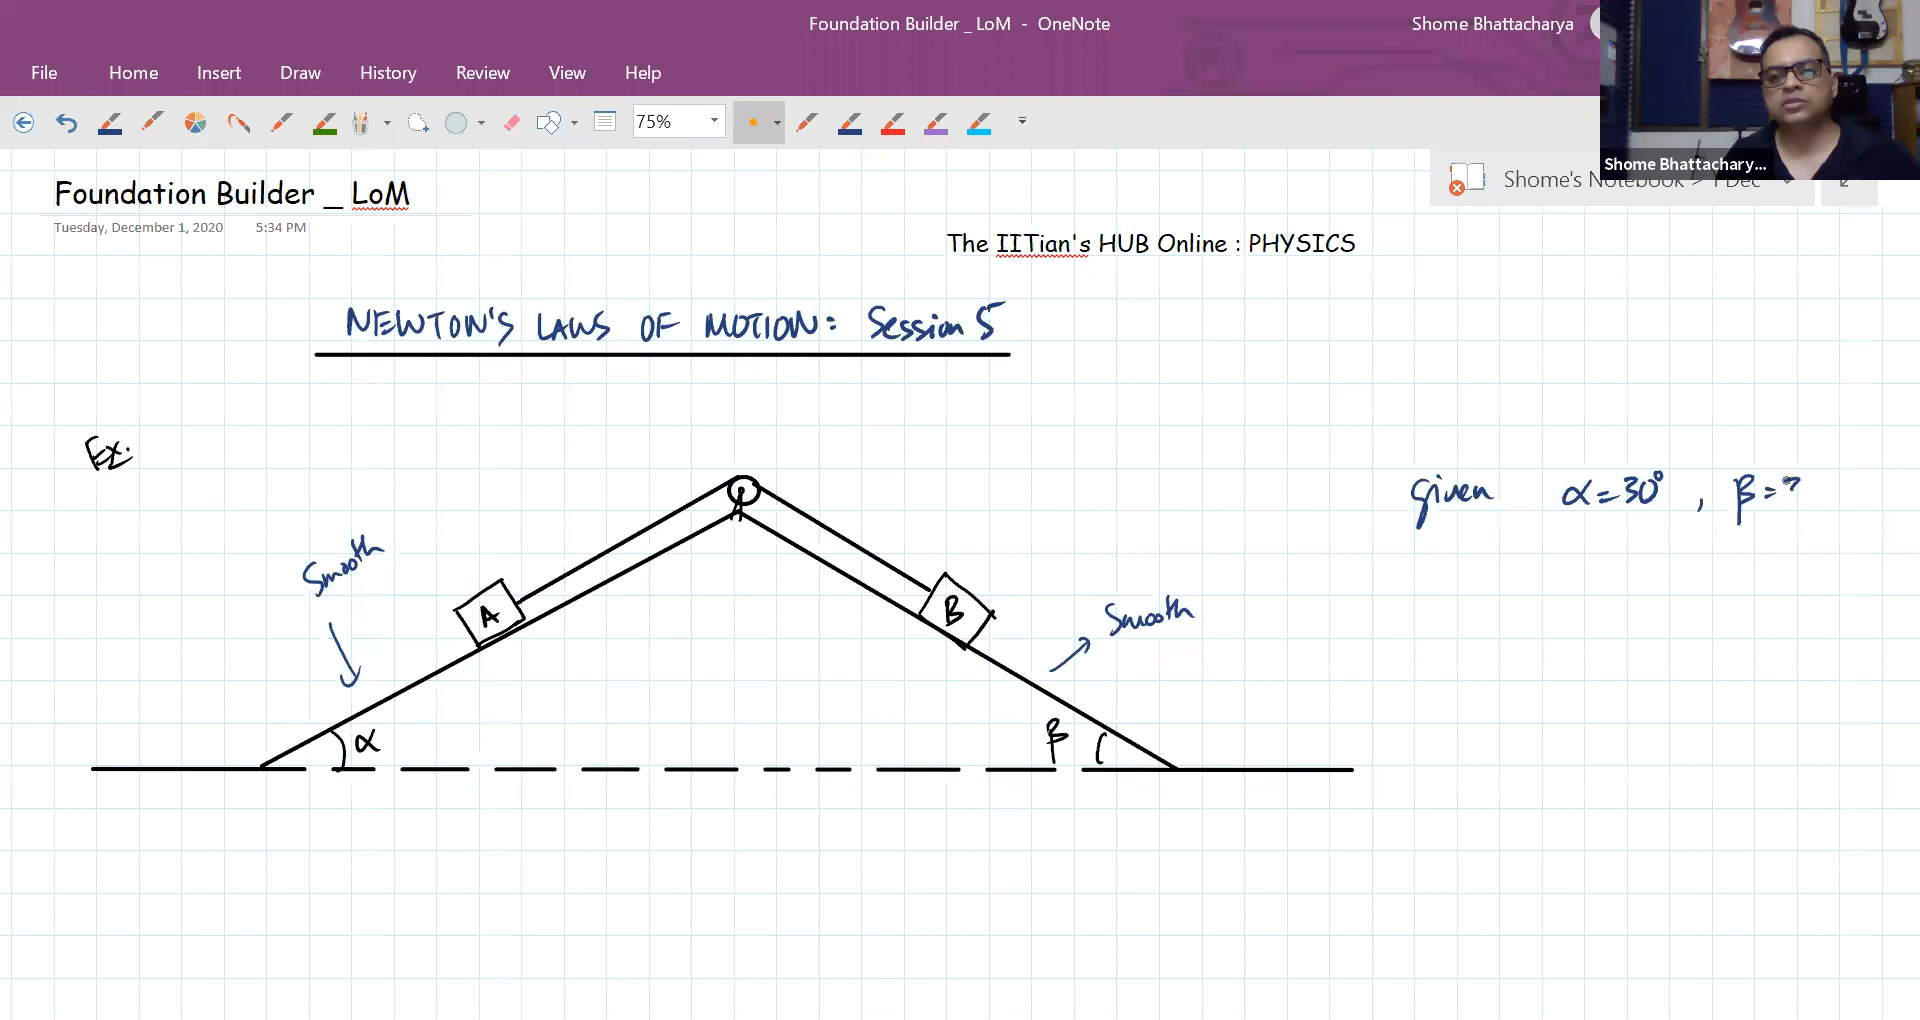 Foundation Builder _ LoM - OneNote
Shome Bhattacharya
File Home Insert Draw History Review View Help
75%
Shome Bhattachary...
Shome's Notebook >
Foundation Builder _ LoM
Tuesday, December 1, 2020 5:34 PM
The IITian's HUB Online : PHYSICS
NEWTON'S LAWS OF MOTION: Session 5
Ex:
given α=30°, β=
Smooth
A
B
Smooth
α
β